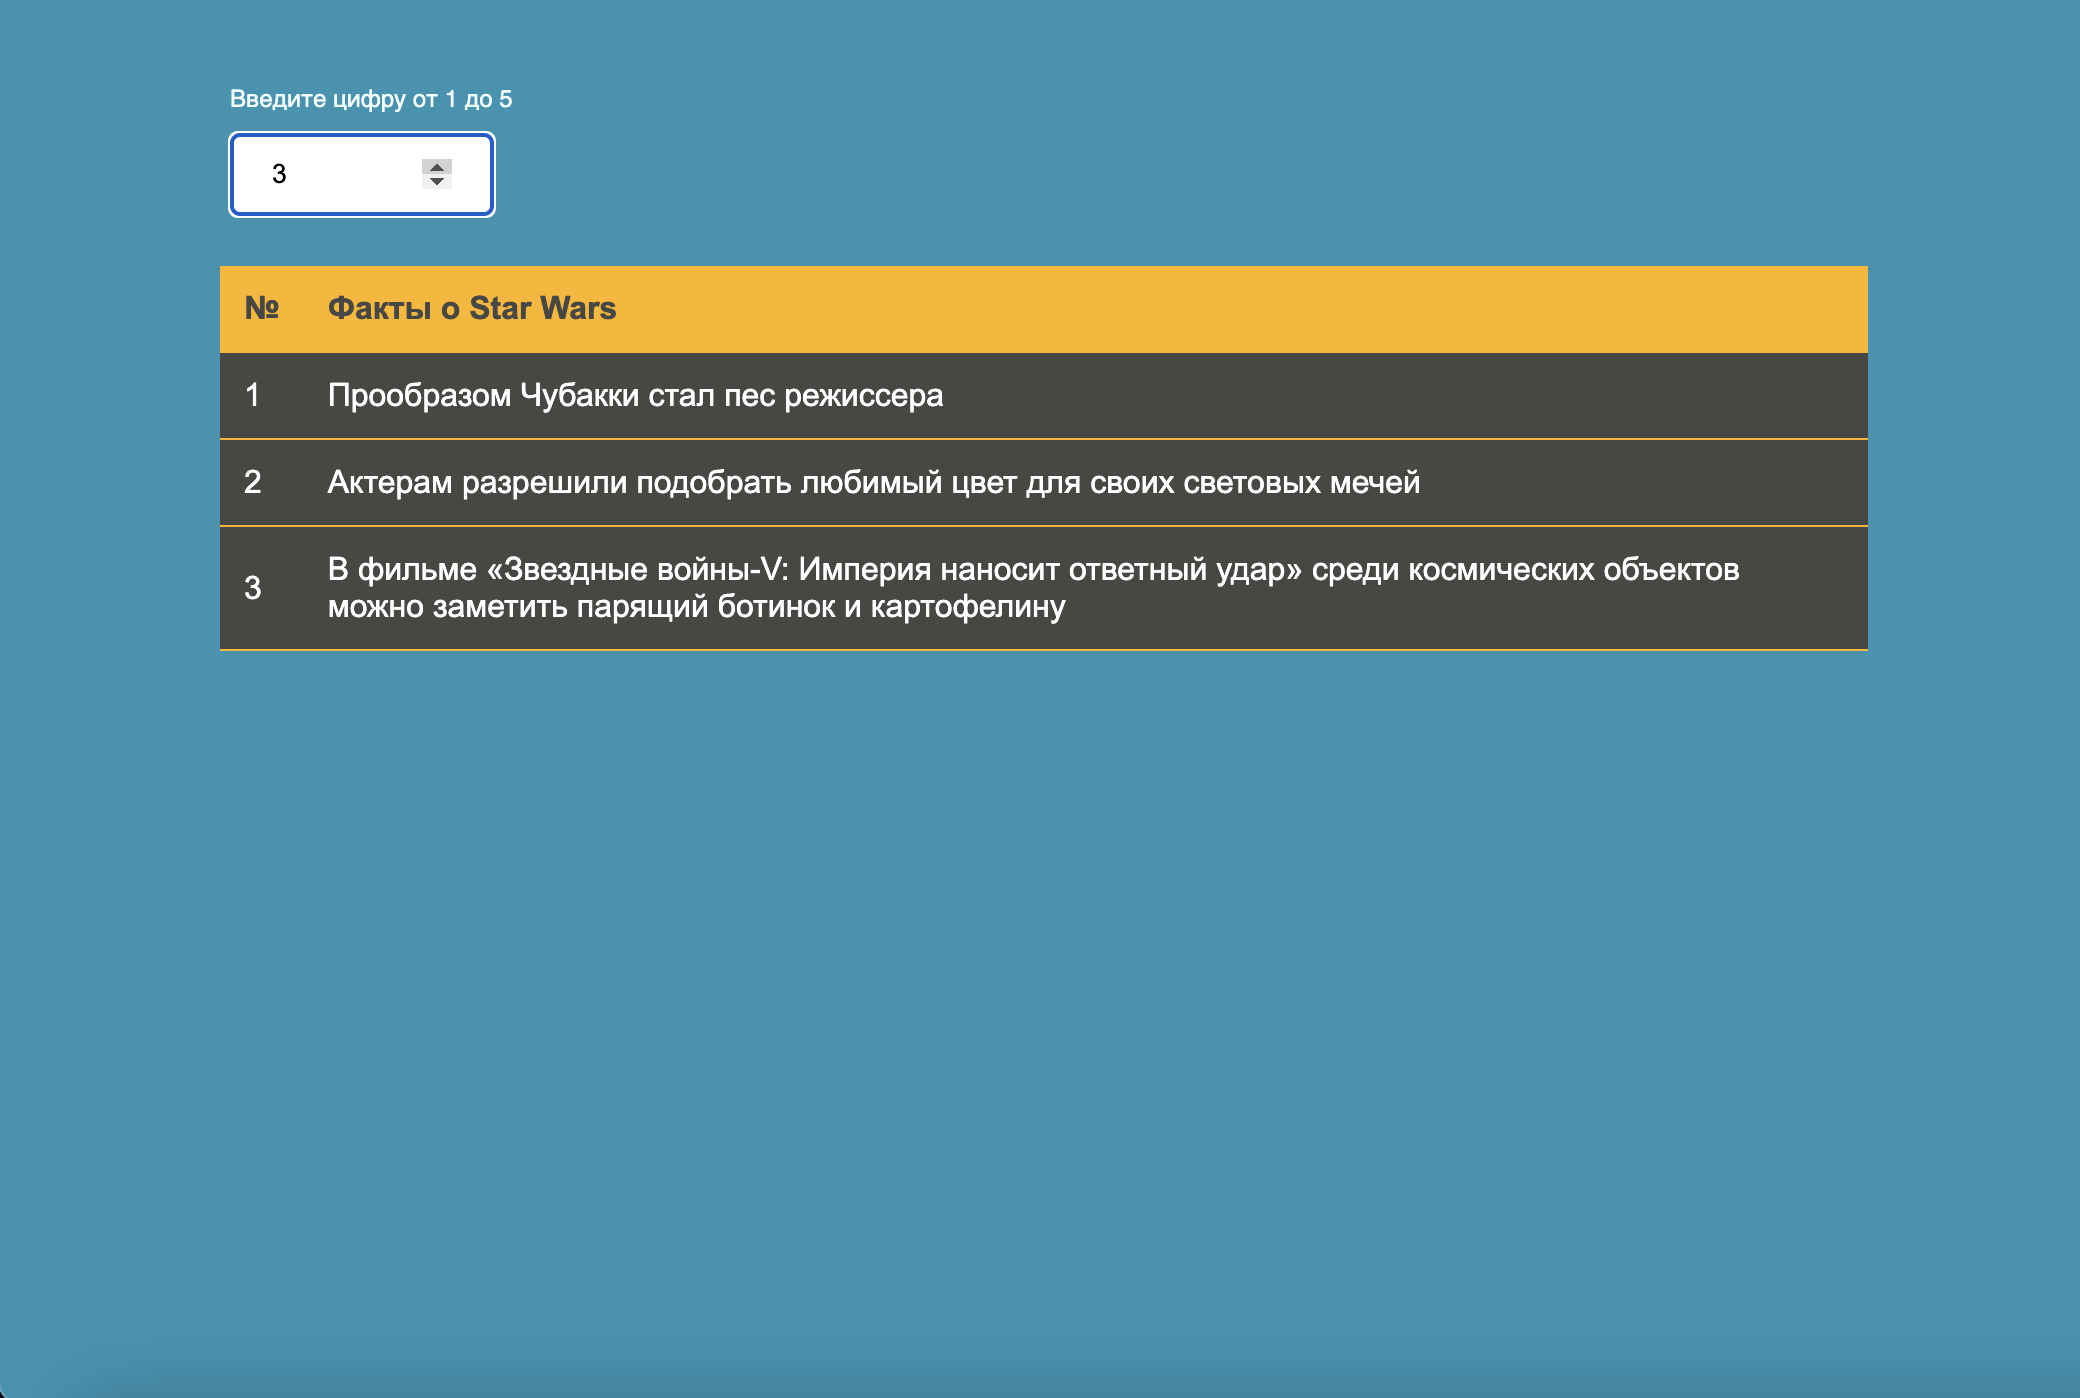 Введите цифру от 1 до 5
3
№ Факты о Star Wars
1 Прообразом Чубакки стал пес режиссера
2 Актерам разрешили подобрать любимый цвет для своих световых мечей
3 В фильме «Звездные войны-V: Империя наносит ответный удар» среди космических объектов
можно заметить парящий ботинок и картофелину